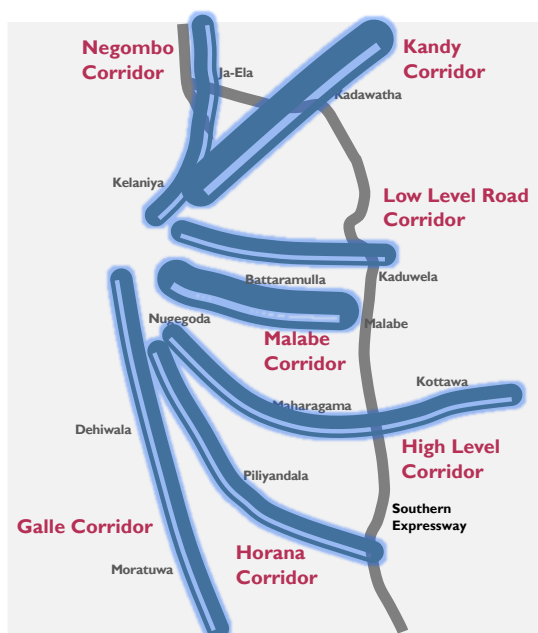 Negombo
Corridor
Kandy
Corridor
Ja-Ela
Kadawatha
Kelaniya
Low Level Road
Corridor
Battaramulla
Kaduwela
Nugegoda
Malabe
Malabe
Corridor
Kottawa
Maharagama
Dehiwala
High Level
Corridor
Piliyandala
Southern
Expressway
Galle Corridor
Horana
Corridor
Moratuwa